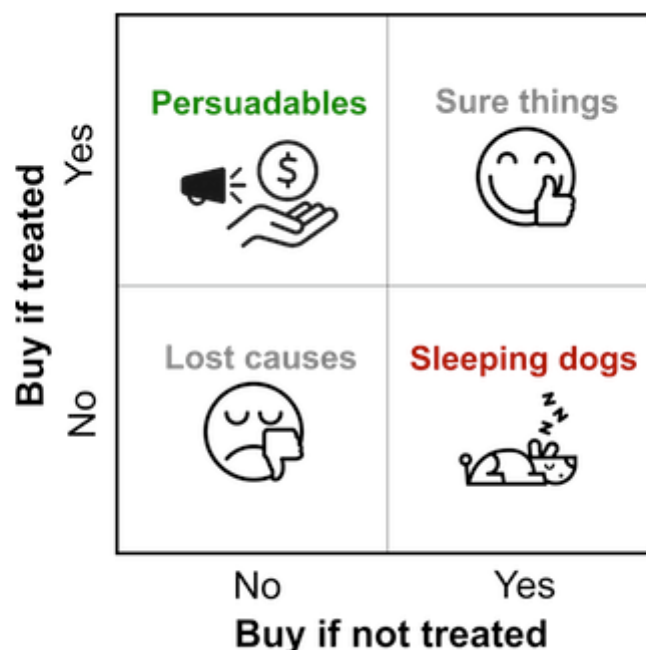 Persuadables
Sure things
$
Buy if treated
Yes
Lost causes
Sleeping dogs
No
z
z
z
No
Yes
Buy if not treated